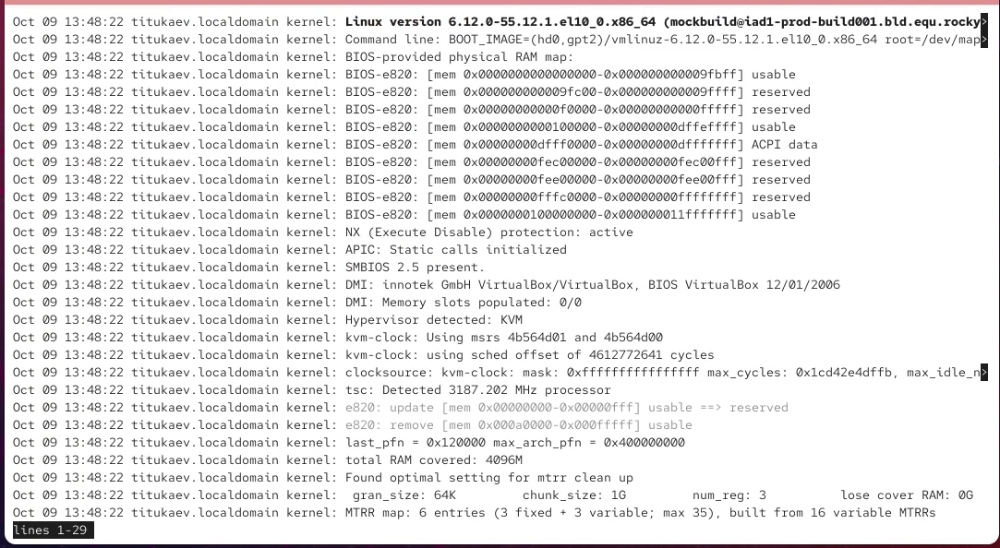 Oct 09 13:48:22 titukaev.localdomain kernel: Linux version 6.12.0-55.12.1.el10_0.x86_64 (mockbuild@iad1-prod-build001.bld.equ.rocky>
Oct 09 13:48:22 titukaev.localdomain kernel: Command line: BOOT_IMAGE=(hd0,gpt2)/vmlinuz-6.12.0-55.12.1.el10_0.x86_64 root=/dev/map>
Oct 09 13:48:22 titukaev.localdomain kernel: BIOS-provided physical RAM map:
Oct 09 13:48:22 titukaev.localdomain kernel: BIOS-e820: [mem 0x0000000000000000-0x000000000009fbff] usable
Oct 09 13:48:22 titukaev.localdomain kernel: BIOS-e820: [mem 0x000000000009fc00-0x000000000009ffff] reserved
Oct 09 13:48:22 titukaev.localdomain kernel: BIOS-e820: [mem 0x00000000000f0000-0x00000000000fffff] reserved
Oct 09 13:48:22 titukaev.localdomain kernel: BIOS-e820: [mem 0x0000000000100000-0x00000000dffeffff] usable
Oct 09 13:48:22 titukaev.localdomain kernel: BIOS-e820: [mem 0x00000000dfff0000-0x00000000dfffffff] ACPI data
Oct 09 13:48:22 titukaev.localdomain kernel: BIOS-e820: [mem 0x00000000fec00000-0x00000000fec00fff] reserved
Oct 09 13:48:22 titukaev.localdomain kernel: BIOS-e820: [mem 0x00000000fee00000-0x00000000fee00fff] reserved
Oct 09 13:48:22 titukaev.localdomain kernel: BIOS-e820: [mem 0x00000000fffc0000-0x00000000ffffffff] reserved
Oct 09 13:48:22 titukaev.localdomain kernel: BIOS-e820: [mem 0x0000000100000000-0x000000011fffffff] usable
Oct 09 13:48:22 titukaev.localdomain kernel: NX (Execute Disable) protection: active
Oct 09 13:48:22 titukaev.localdomain kernel: APIC: Static calls initialized
Oct 09 13:48:22 titukaev.localdomain kernel: SMBIOS 2.5 present.
Oct 09 13:48:22 titukaev.localdomain kernel: DMI: innotek GmbH VirtualBox/VirtualBox, BIOS VirtualBox 12/01/2006
Oct 09 13:48:22 titukaev.localdomain kernel: DMI: Memory slots populated: 0/0
Oct 09 13:48:22 titukaev.localdomain kernel: Hypervisor detected: KVM
Oct 09 13:48:22 titukaev.localdomain kernel: kvm-clock: Using msrs 4b564d01 and 4b564d00
Oct 09 13:48:22 titukaev.localdomain kernel: kvm-clock: using sched offset of 4612772641 cycles
Oct 09 13:48:22 titukaev.localdomain kernel: clocksource: kvm-clock: mask: 0xffffffffffffffff max_cycles: 0x1cd42e4dffb, max_idle_n>
Oct 09 13:48:22 titukaev.localdomain kernel: tsc: Detected 3187.202 MHz processor
Oct 09 13:48:22 titukaev.localdomain kernel: e820: update [mem 0x00000000-0x00000fff] usable ==> reserved
Oct 09 13:48:22 titukaev.localdomain kernel: e820: remove [mem 0x000a0000-0x000fffff] usable
Oct 09 13:48:22 titukaev.localdomain kernel: last_pfn = 0x120000 max_arch_pfn = 0x400000000
Oct 09 13:48:22 titukaev.localdomain kernel: total RAM covered: 4096M
Oct 09 13:48:22 titukaev.localdomain kernel: Found optimal setting for mtrr clean up
Oct 09 13:48:22 titukaev.localdomain kernel:  gran_size: 64K         chunk_size: 1G         num_reg: 3          lose cover RAM: 0G
Oct 09 13:48:22 titukaev.localdomain kernel: MTRR map: 6 entries (3 fixed + 3 variable; max 35), built from 16 variable MTRRs
lines 1-29